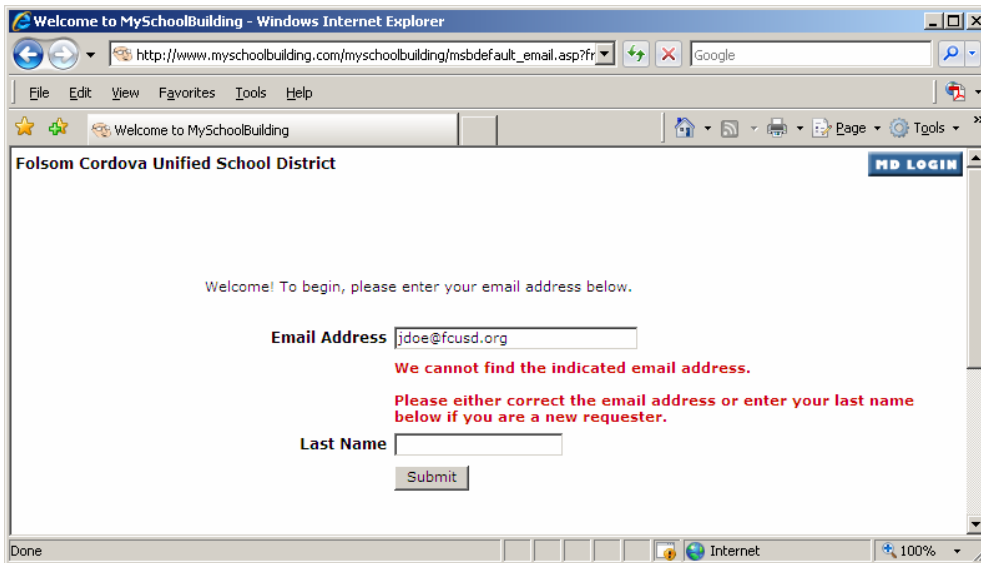 Welcome to MySchoolBuilding - Windows Internet Explorer
http://www.myschoolbuilding.com/myschoolbuilding/msbdefault_email.asp?fr
Google
File Edit View Favorites Tools Help
Welcome to MySchoolBuilding
Page Tools »
Folsom Cordova Unified School District
MD LOGIN
Welcome! To begin, please enter your email address below.
Email Address jdoe@fcusd.org
We cannot find the indicated email address.
Please either correct the email address or enter your last name
below if you are a new requester.
Last Name
Submit
Done Internet 100%